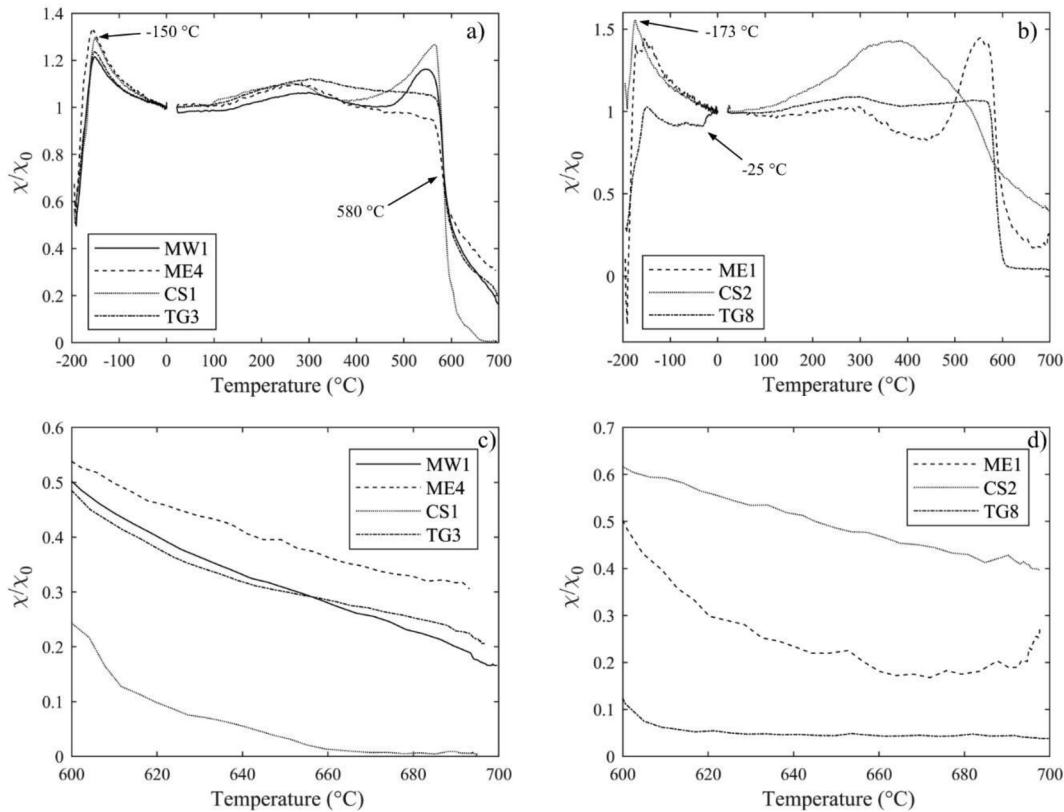 a)
-150 °C
580 °C
MW1
ME4
CS1
TG3
χ/χ0
1.4
1.2
1
0.8
0.6
0.4
0.2
0
-200 -100 0 100 200 300 400 500 600 700
Temperature (°C)
b)
-173 °C
-25 °C
ME1
CS2
TG8
χ/χ0
1.5
1
0.5
0
-200 -100 0 100 200 300 400 500 600 700
Temperature (°C)
c)
MW1
ME4
CS1
TG3
χ/χ0
0.6
0.5
0.4
0.3
0.2
0.1
0
600 620 640 660 680 700
Temperature (°C)
d)
ME1
CS2
TG8
χ/χ0
0.7
0.6
0.5
0.4
0.3
0.2
0.1
0
600 620 640 660 680 700
Temperature (°C)